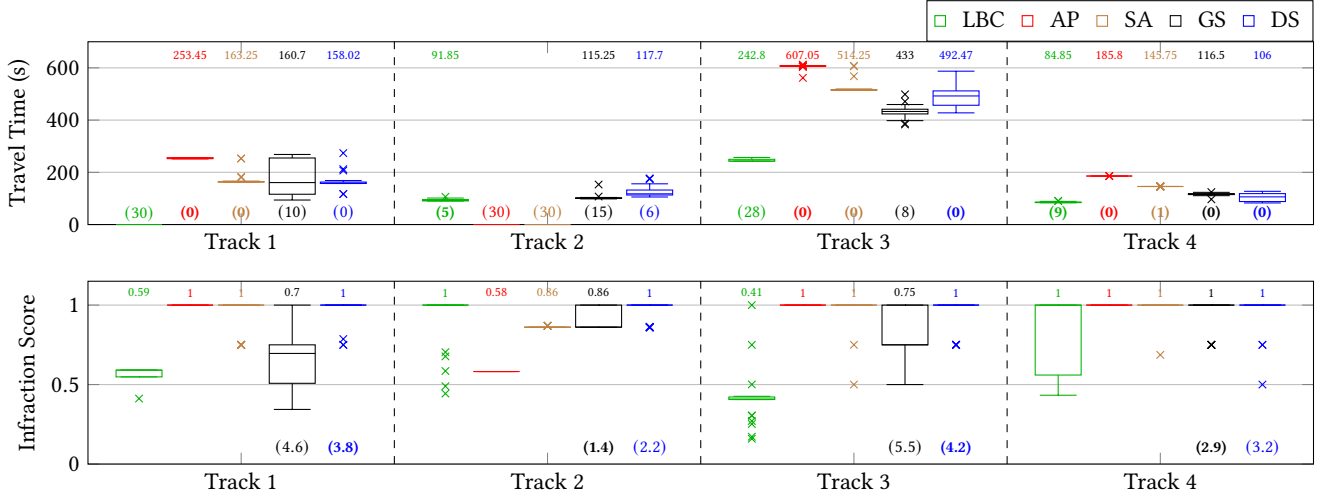 LBC AP SA GS DS
253.45 163.25 160.7 158.02 91.85 115.25 117.7 242.8 607.05 514.25 433 492.47 84.85 185.8 145.75 116.5 106
Travel Time (s)
600
400
200
0
(30) (0) (0) (10) (0) (5) (30) (30) (15) (6) (28) (0) (0) (8) (0) (9) (0) (1) (0) (0)
Track 1 Track 2 Track 3 Track 4
0.59 1 1 0.7 1 1 0.58 0.86 0.86 1 0.41 1 1 0.75 1 1 1 1 1 1
Infraction Score
1
0.5
0
(4.6) (3.8) (1.4) (2.2) (5.5) (4.2) (2.9) (3.2)
Track 1 Track 2 Track 3 Track 4